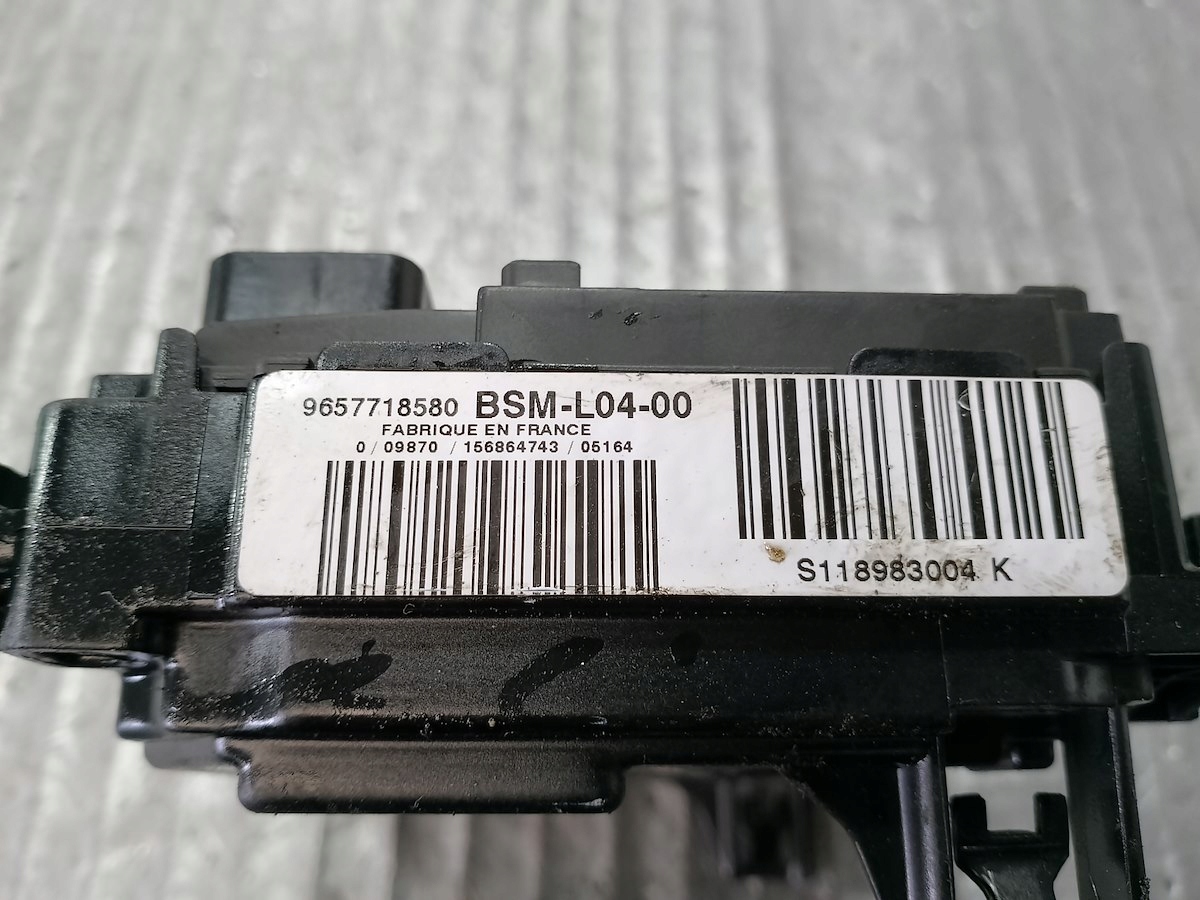 9657718580 BSM-L04-00
FABRIQUE EN FRANCE
0 / 09870 / 156864743 / 05164
S118983004 K